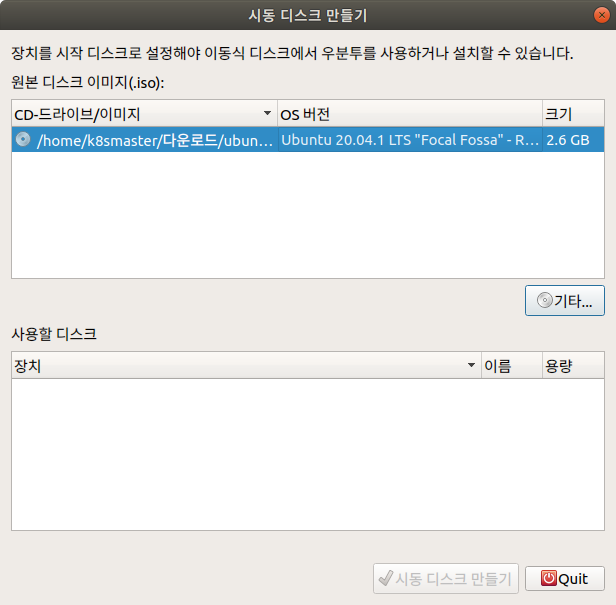 시동 디스크 만들기
장치를 시작 디스크로 설정해야 이동식 디스크에서 우분투를 사용하거나 설치할 수 있습니다.
원본 디스크 이미지(.iso):
CD-드라이브/이미지 OS 버전 크기
/home/k8smaster/다운로드/ubun... Ubuntu 20.04.1 LTS "Focal Fossa" - R... 2.6 GB
기타...
사용할 디스크
장치 이름 용량
시동 디스크 만들기 Quit